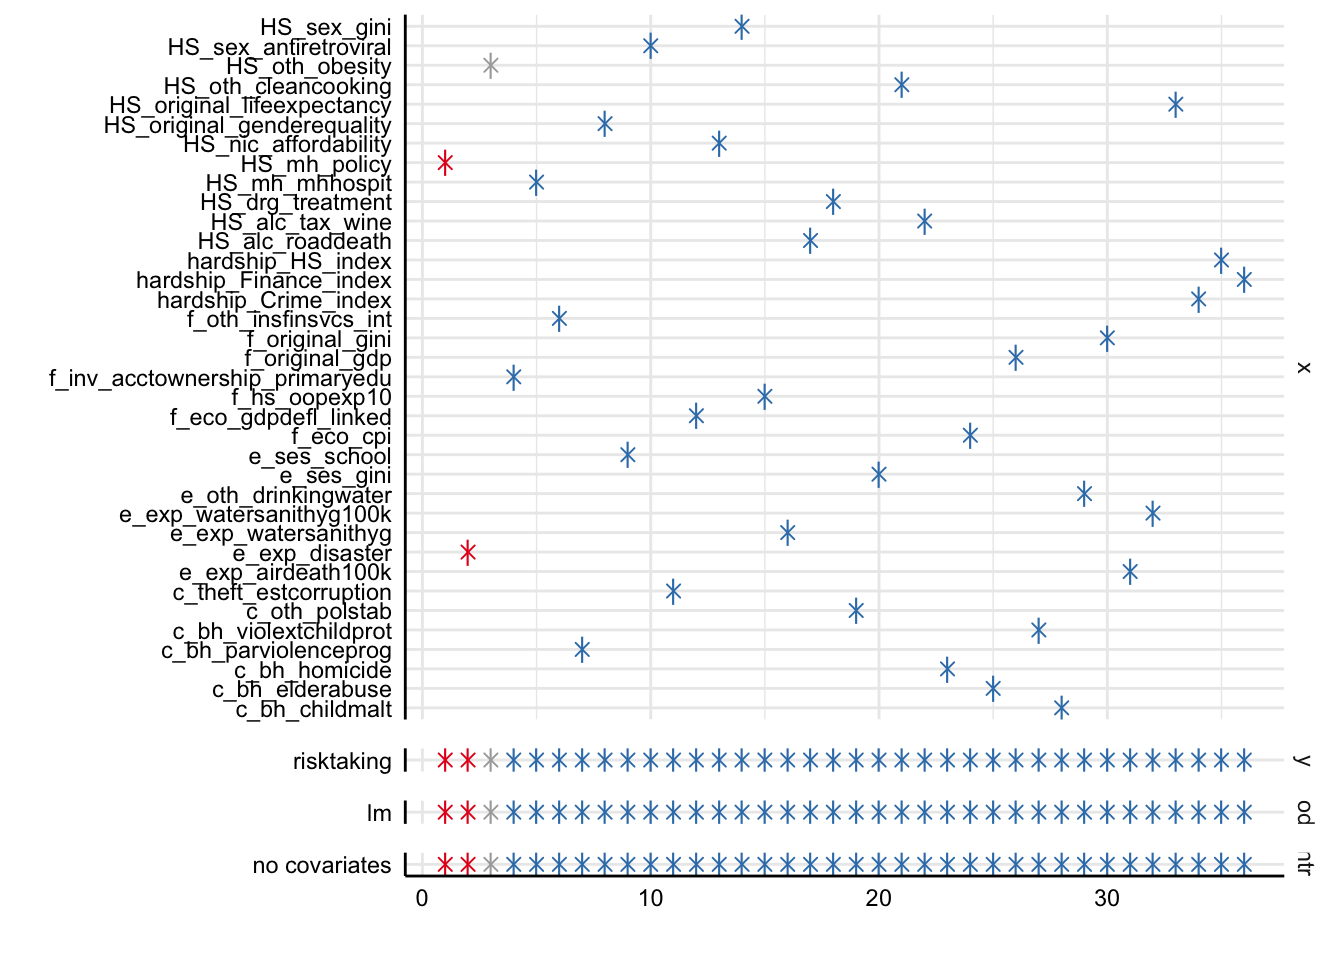 HS_sex_gini
HS_sex_antiretroviral
HS_oth_obesity
HS_oth_cleancooking
HS_original_lifeexpectancy
HS_original_genderequality
HS_nic_affordability
HS_mh_policy
HS_mh_mhhospit
HS_drg_treatment
HS_alc_tax_wine
HS_alc_roaddeath
hardship_HS_index
hardship_Finance_index
hardship_Crime_index
f_oth_insfinsvcs_int
f_original_gini
f_original_gdp
f_inv_acctownership_primaryedu
f_hs_oopexp10
f_eco_gdpdefl_linked
f_eco_cpi
e_ses_school
e_ses_gini
e_oth_drinkingwater
e_exp_watersanithyg100k
e_exp_watersanithyg
e_exp_disaster
e_exp_airdeath100k
c_theft_estcorruption
c_oth_polstab
c_bh_violextchildprot
c_bh_parviolenceprog
c_bh_homicide
c_bh_elderabuse
c_bh_childmalt
x
risktaking
y
lm
od
no covariates
ntr
0 10 20 30